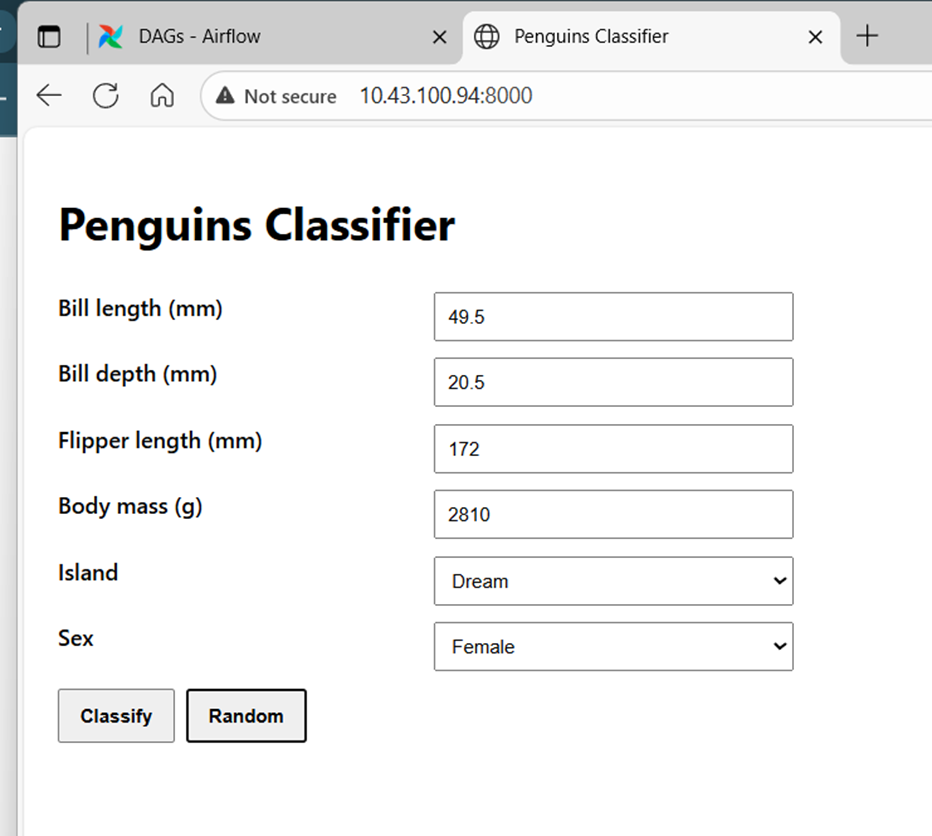 DAGs - Airflow
Penguins Classifier
Not secure 10.43.100.94:8000
Penguins Classifier
Bill length (mm) 49.5
Bill depth (mm) 20.5
Flipper length (mm) 172
Body mass (g) 2810
Island Dream
Sex Female
Classify Random